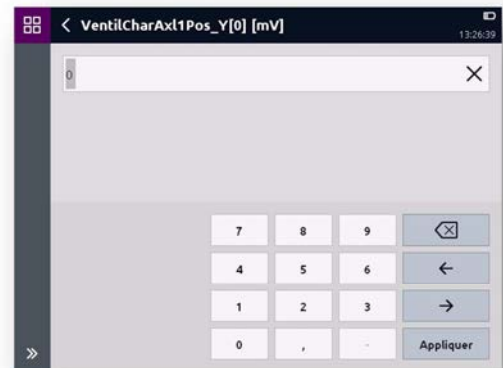 VentilCharAxl1Pos_Y[0] [mV]
13:26:39
0
7 8 9
4 5 6
1 2 3
0 , -
Appliquer